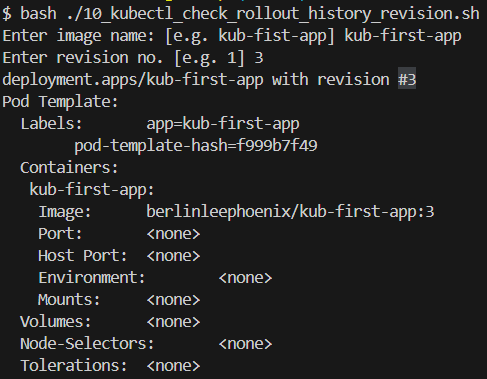 $ bash ./10_kubectl_check_rollout_history_revision.sh
Enter image name: [e.g. kub-fist-app] kub-first-app
Enter revision no. [e.g. 1] 3
deployment.apps/kub-first-app with revision #3
Pod Template:
  Labels:       app=kub-first-app
        pod-template-hash=f999b7f49
  Containers:
   kub-first-app:
    Image:      berlinleephoenix/kub-first-app:3
    Port:       <none>
    Host Port:  <none>
    Environment:        <none>
    Mounts:     <none>
  Volumes:      <none>
  Node-Selectors:       <none>
  Tolerations:  <none>